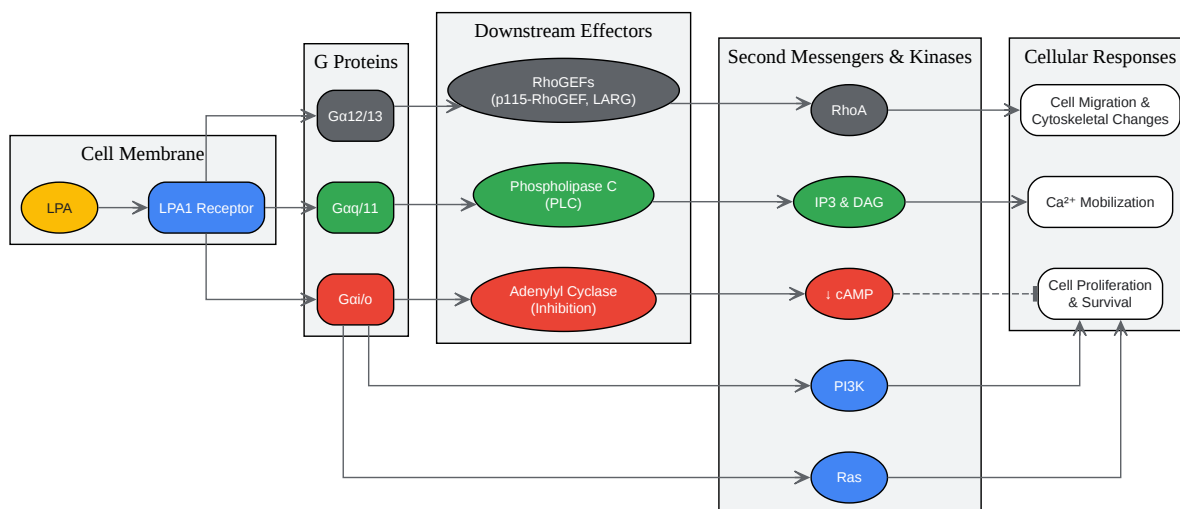 Downstream Effectors
G Proteins
Second Messengers & Kinases
Cellular Responses
Cell Membrane
LPA
LPA1 Receptor
Gα12/13
Gαq/11
Gαi/o
RhoGEFs
(p115-RhoGEF, LARG)
Phospholipase C
(PLC)
Adenylyl Cyclase
(Inhibition)
RhoA
IP3 & DAG
↓ cAMP
PI3K
Ras
Cell Migration &
Cytoskeletal Changes
Ca²⁺ Mobilization
Cell Proliferation
& Survival